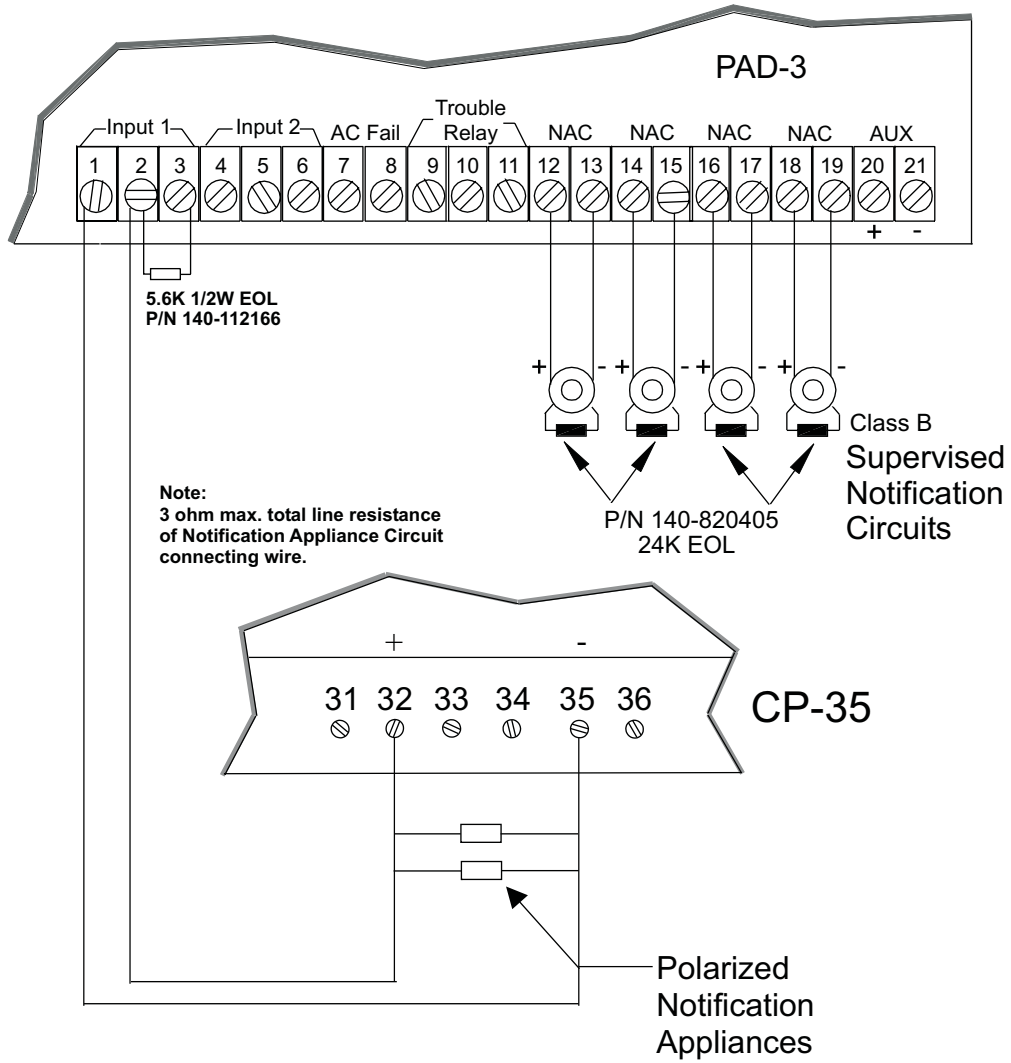 PAD-3
Trouble
Input 1 Input 2 AC Fail Relay NAC NAC NAC NAC AUX
1 2 3 4 5 6 7 8 9 10 11 12 13 14 15 16 17 18 19 20 21
+ -
5.6K 1/2W EOL
P/N 140-112166
+ - + - + - + -
Class B
Supervised
Notification
Circuits
P/N 140-820405
24K EOL
Note:
3 ohm max. total line resistance
of Notification Appliance Circuit
connecting wire.
+ -
31 32 33 34 35 36
CP-35
Polarized
Notification
Appliances